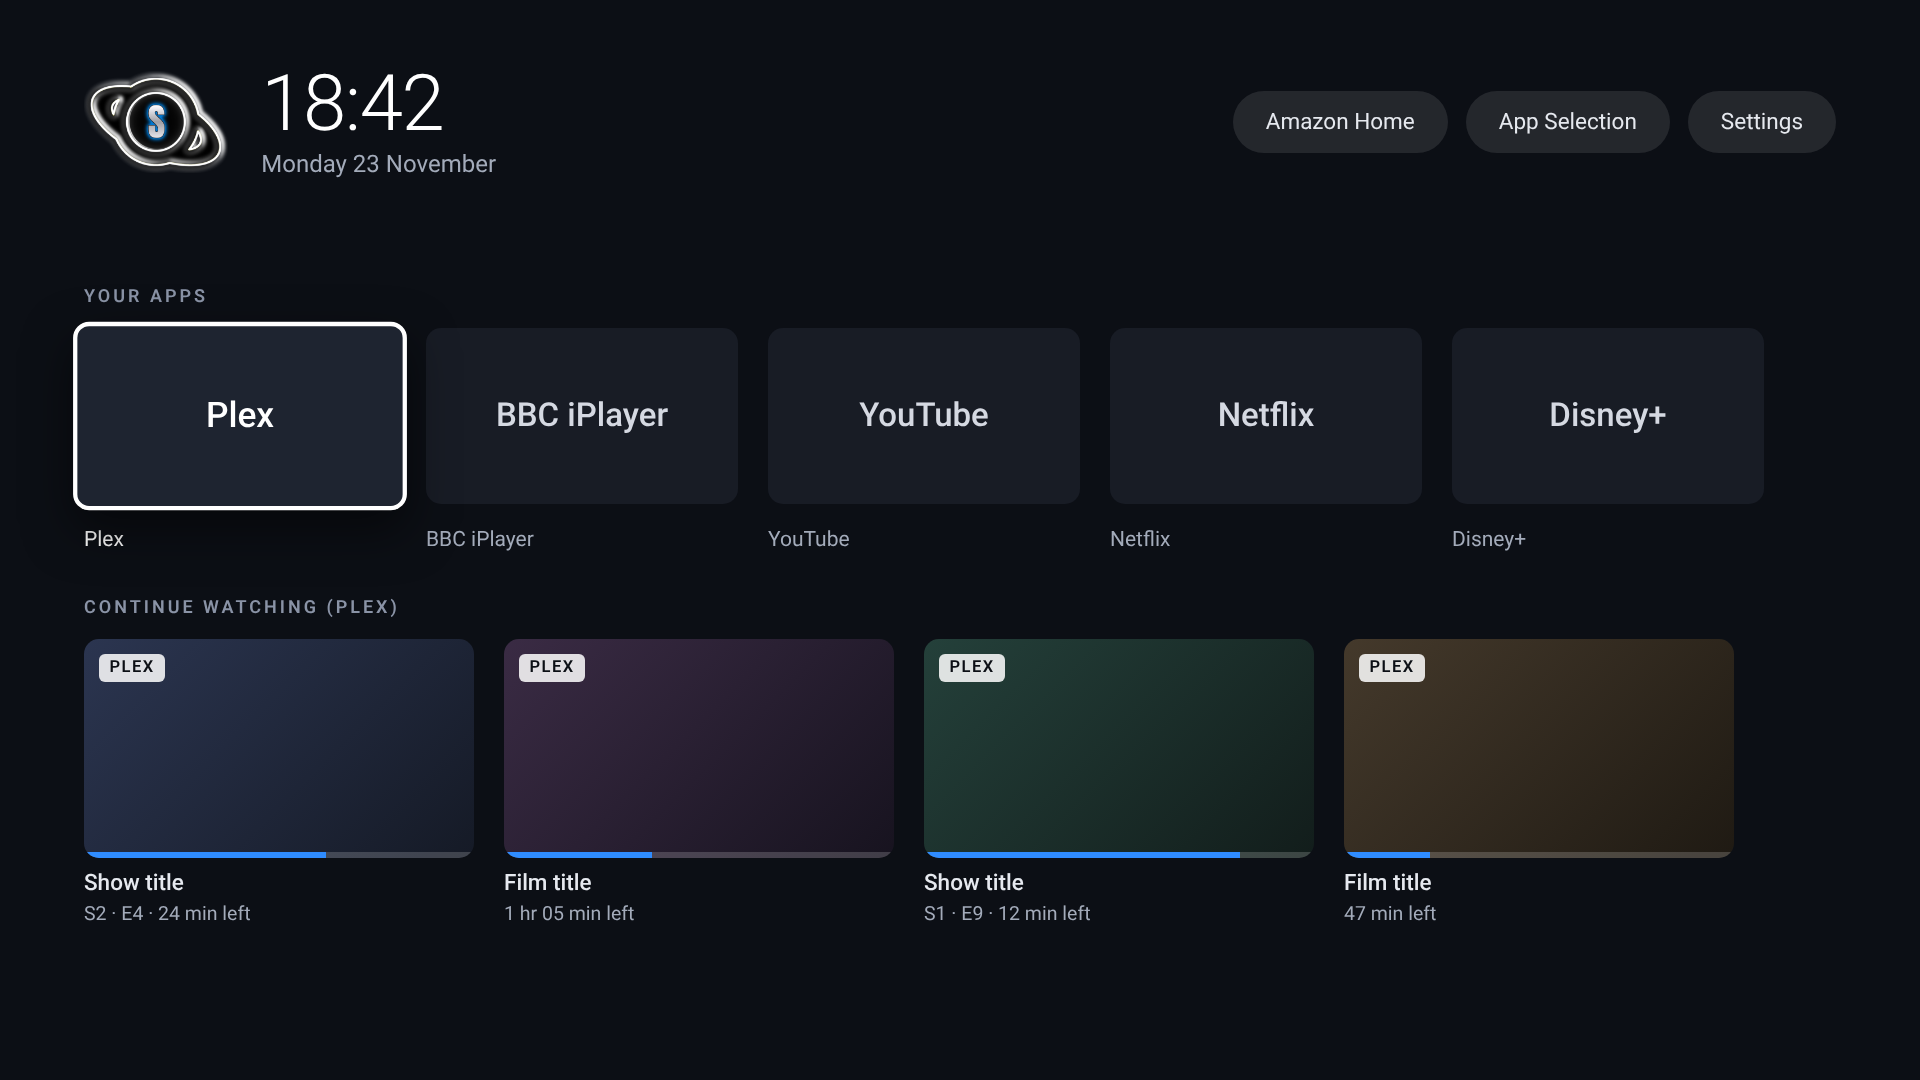 S
18:42
Monday 23 November
Amazon Home
App Selection
Settings
YOUR APPS
Plex
BBC iPlayer
YouTube
Netflix
Disney+
Plex
BBC iPlayer
YouTube
Netflix
Disney+
CONTINUE WATCHING (PLEX)
PLEX
PLEX
PLEX
PLEX
Show title
S2 · E4 · 24 min left
Film title
1 hr 05 min left
Show title
S1 · E9 · 12 min left
Film title
47 min left